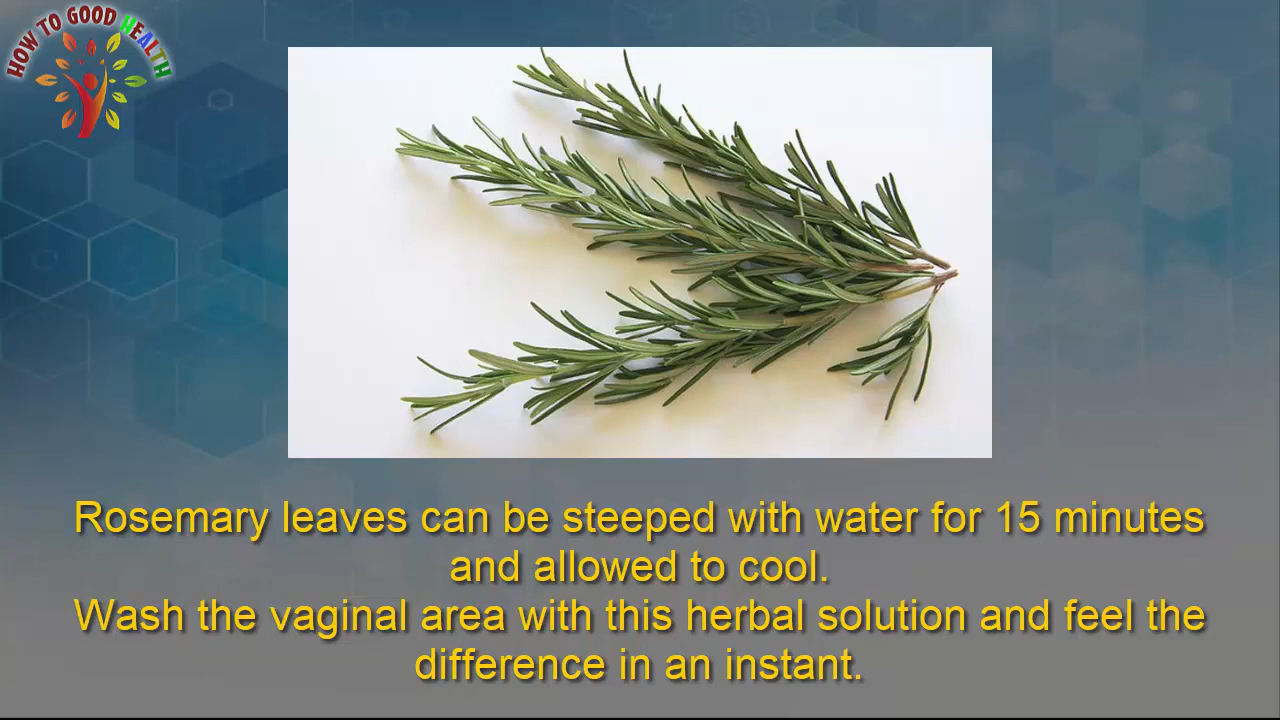 HOW TO GOOD HEALTH
Rosemary leaves can be steeped with water for 15 minutes
and allowed to cool.
Wash the vaginal area with this herbal solution and feel the
difference in an instant.